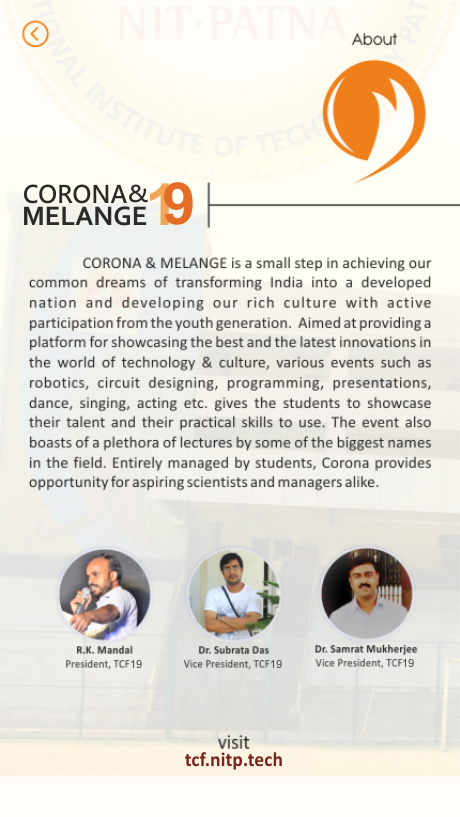 NIT-PATNA
NATIONAL INSTITUTE OF TECHNOLOGY PATNA
About
CORONA&
MELANGE 19
CORONA & MELANGE is a small step in achieving our
common dreams of transforming India into a developed
nation and developing our rich culture with active
participation from the youth generation. Aimed at providing a
platform for showcasing the best and the latest innovations in
the world of technology & culture, various events such as
robotics, circuit designing, programming, presentations,
dance, singing, acting etc. gives the students to showcase
their talent and their practical skills to use. The event also
boasts of a plethora of lectures by some of the biggest names
in the field. Entirely managed by students, Corona provides
opportunity for aspiring scientists and managers alike.
R.K. Mandal
President, TCF19
Dr. Subrata Das
Vice President, TCF19
Dr. Samrat Mukherjee
Vice President, TCF19
visit
tcf.nitp.tech